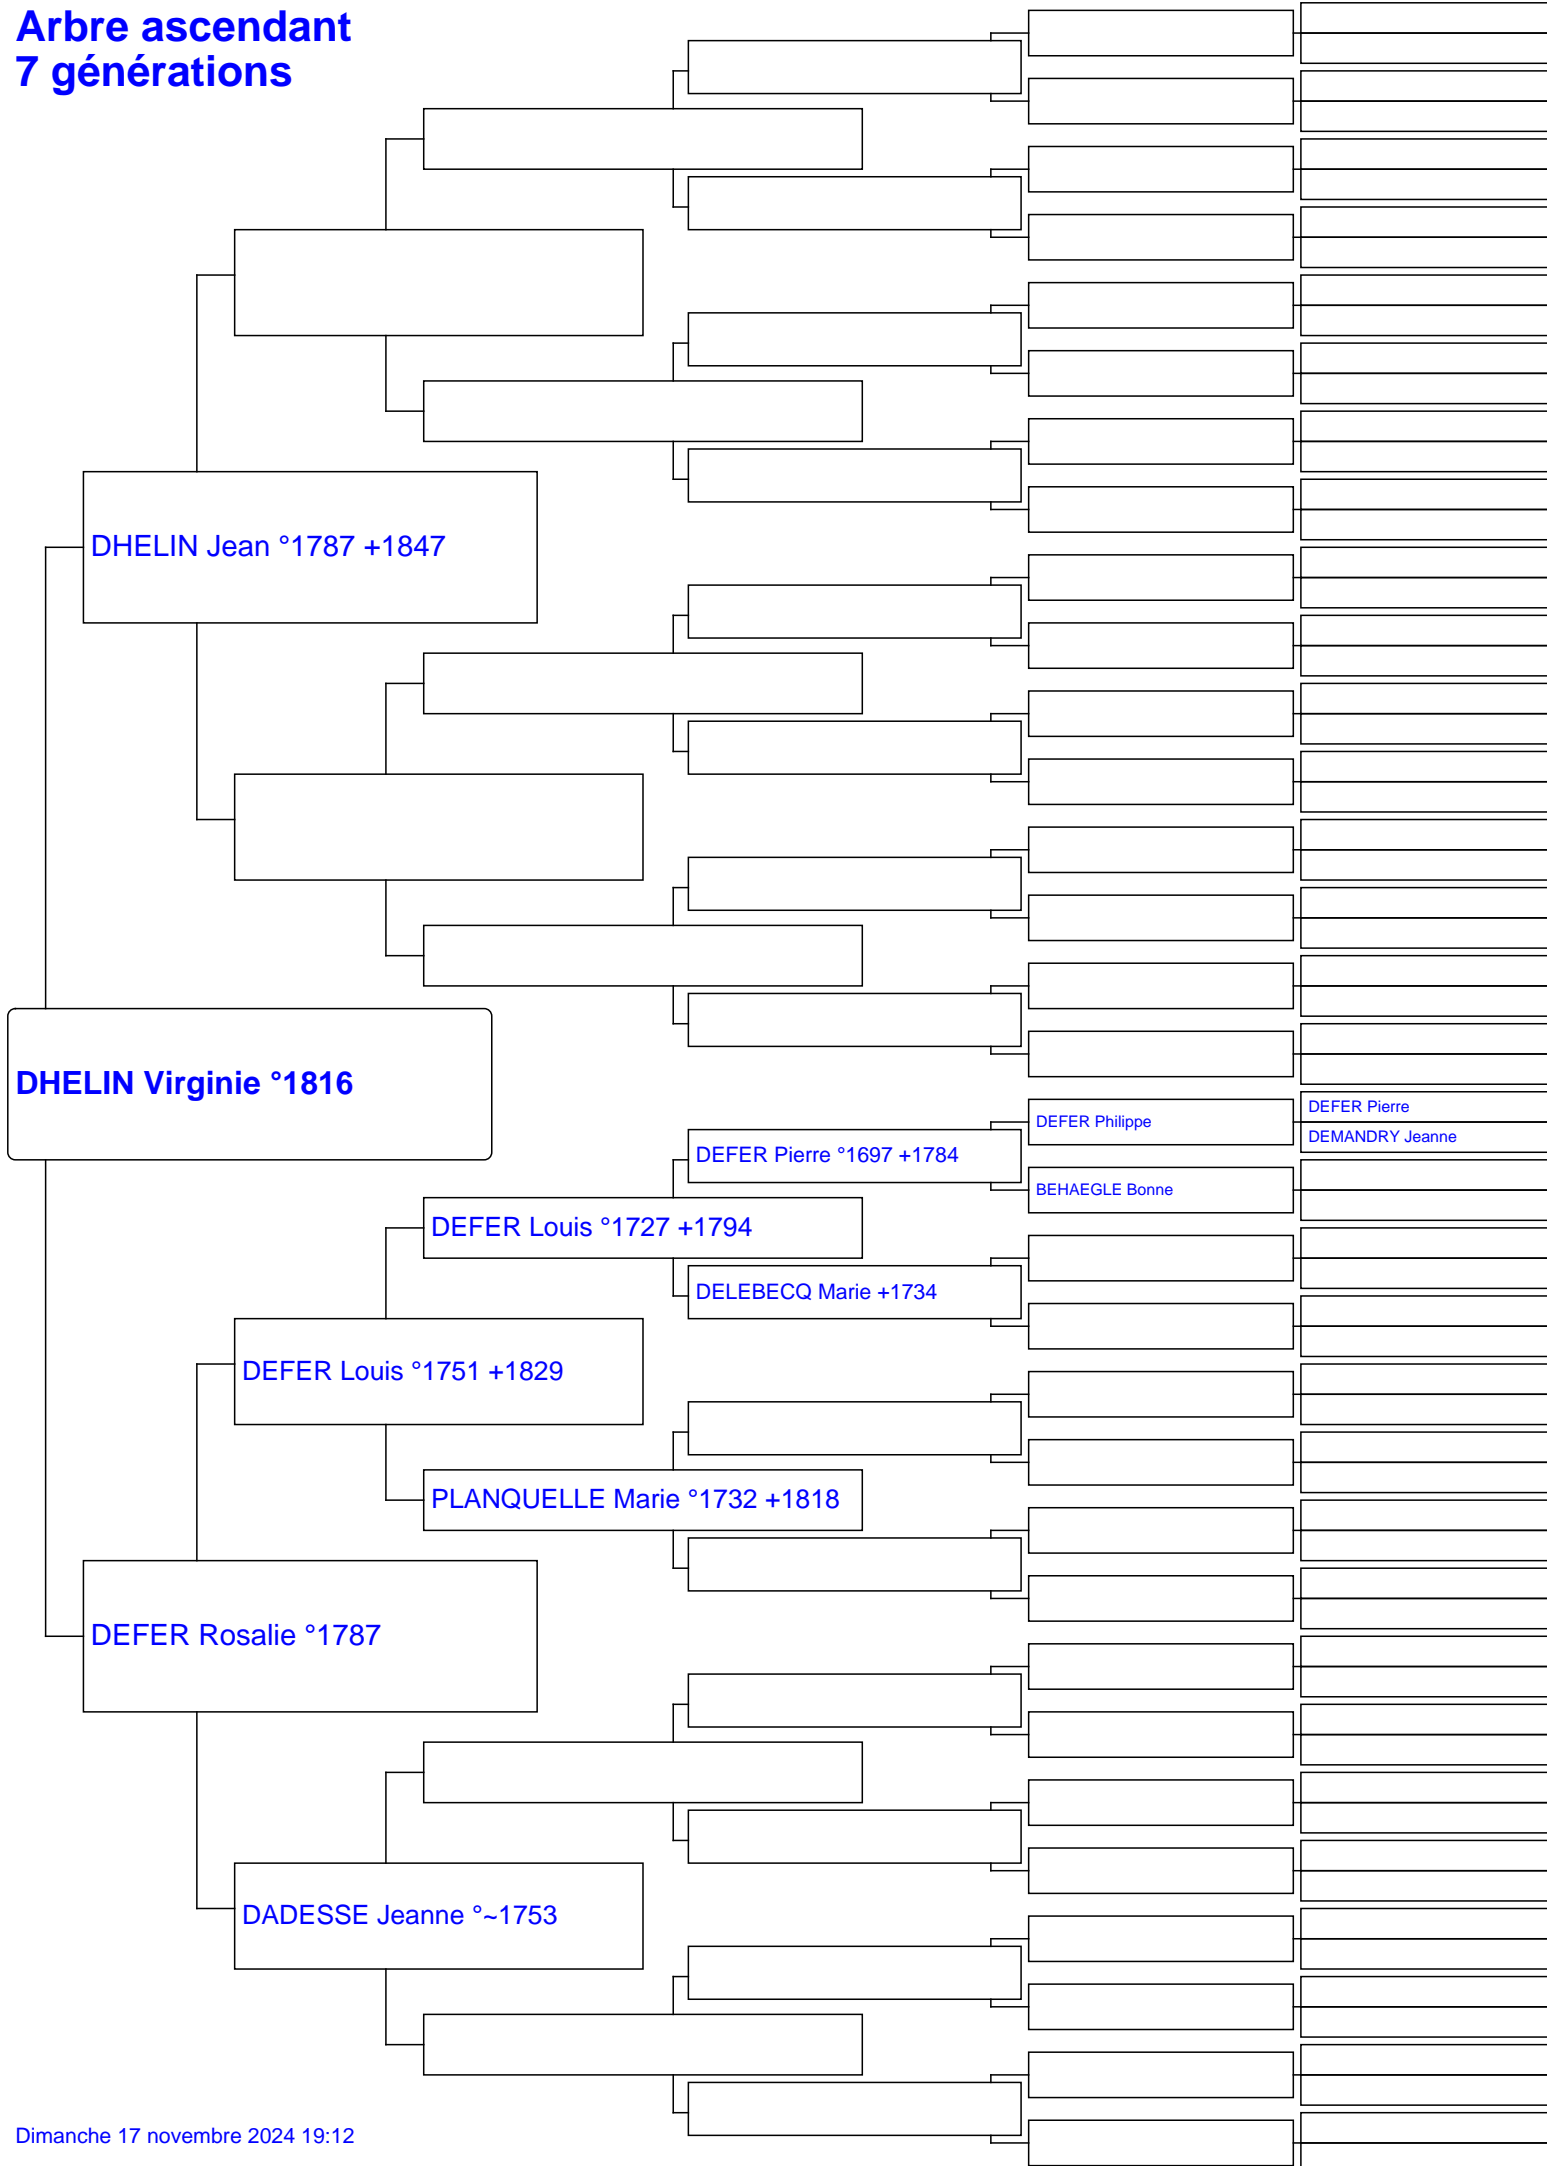 Arbre ascendant
7 générations
DHELIN Jean °1787 +1847
DHELIN Virginie °1816
DEFER Pierre
DEFER Philippe
DEMANDRY Jeanne
DEFER Pierre °1697 +1784
BEHAEGLE Bonne
DEFER Louis °1727 +1794
DELEBECQ Marie +1734
DEFER Louis °1751 +1829
PLANQUELLE Marie °1732 +1818
DEFER Rosalie °1787
DADESSE Jeanne °~1753
Dimanche 17 novembre 2024 19:12